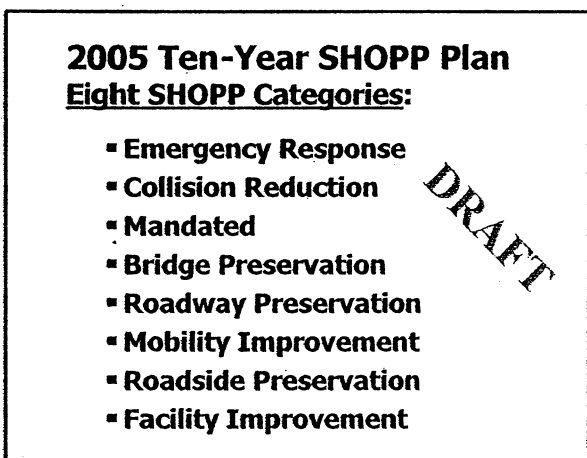 2005 Ten-Year SHOPP Plan
Eight SHOPP Categories:
▪ Emergency Response
▪ Collision Reduction
▪ Mandated
▪ Bridge Preservation
▪ Roadway Preservation
▪ Mobility Improvement
▪ Roadside Preservation
▪ Facility Improvement
DRAFT